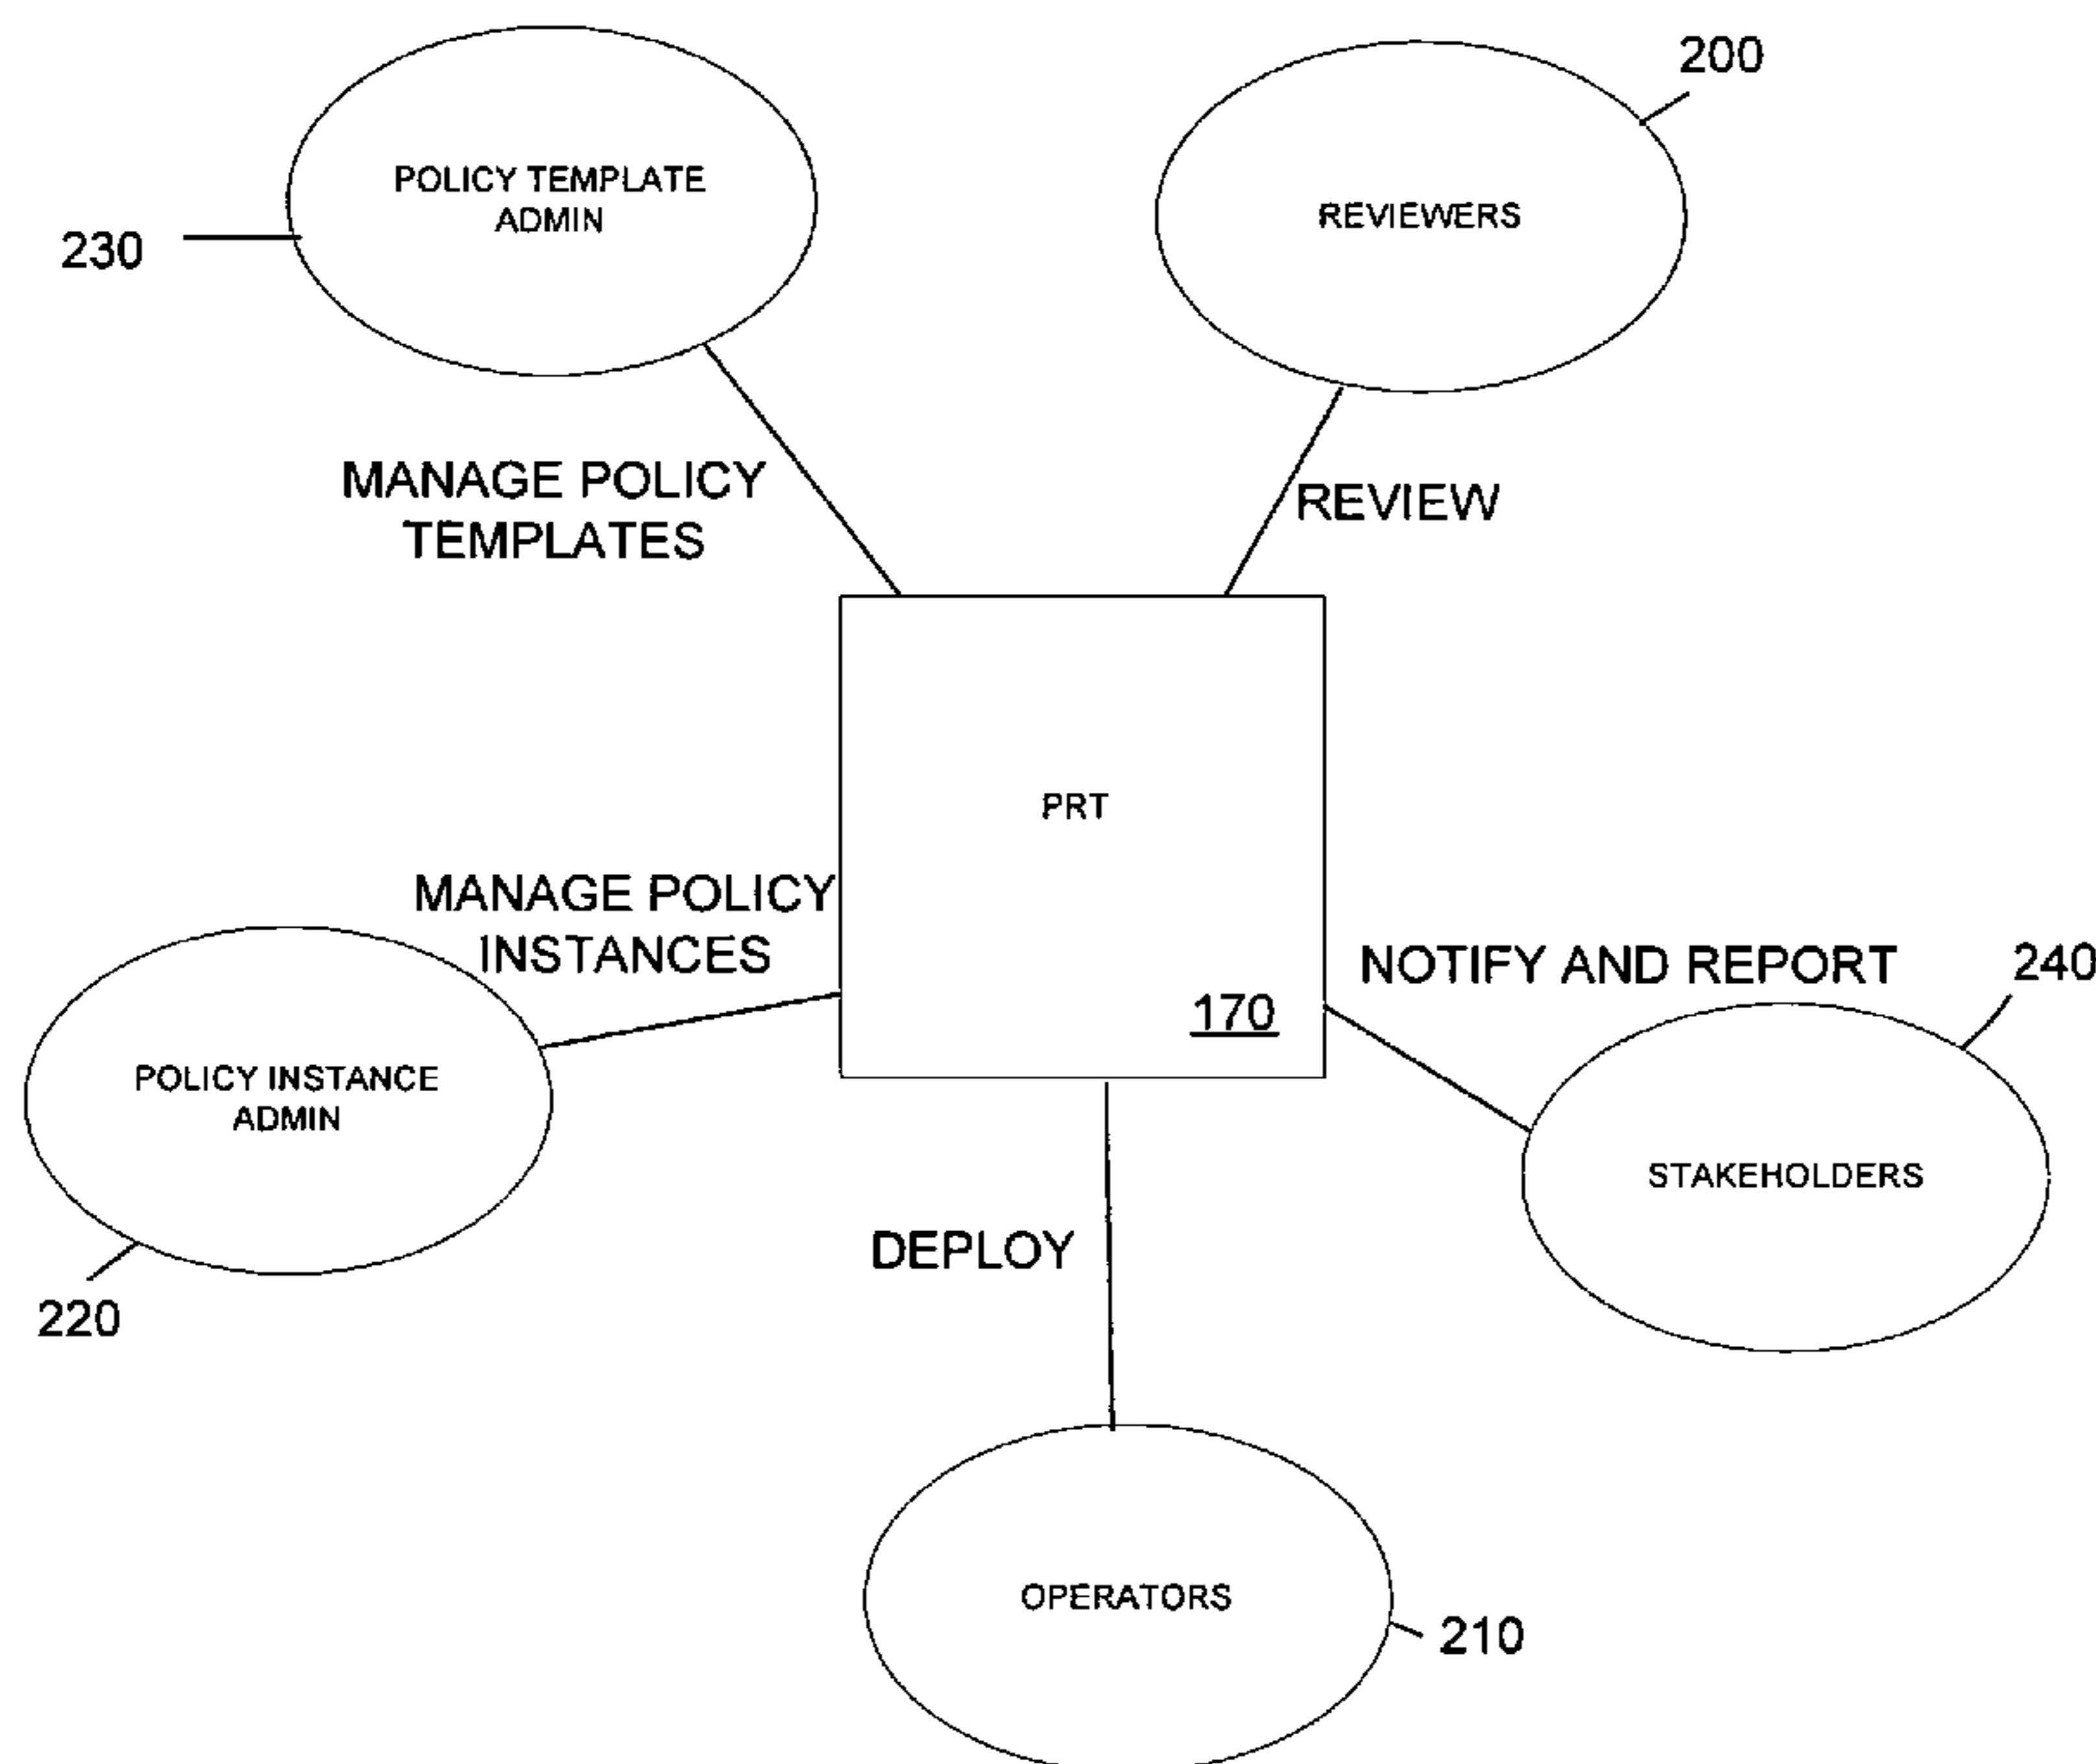 200
POLICY TEMPLATE
ADMIN
REVIEWERS
230
MANAGE POLICY
TEMPLATES
REVIEW
PRT
MANAGE POLICY
INSTANCES
NOTIFY AND REPORT
240
170
POLICY INSTANCE
ADMIN
STAKEHOLDERS
DEPLOY
220
OPERATORS
210